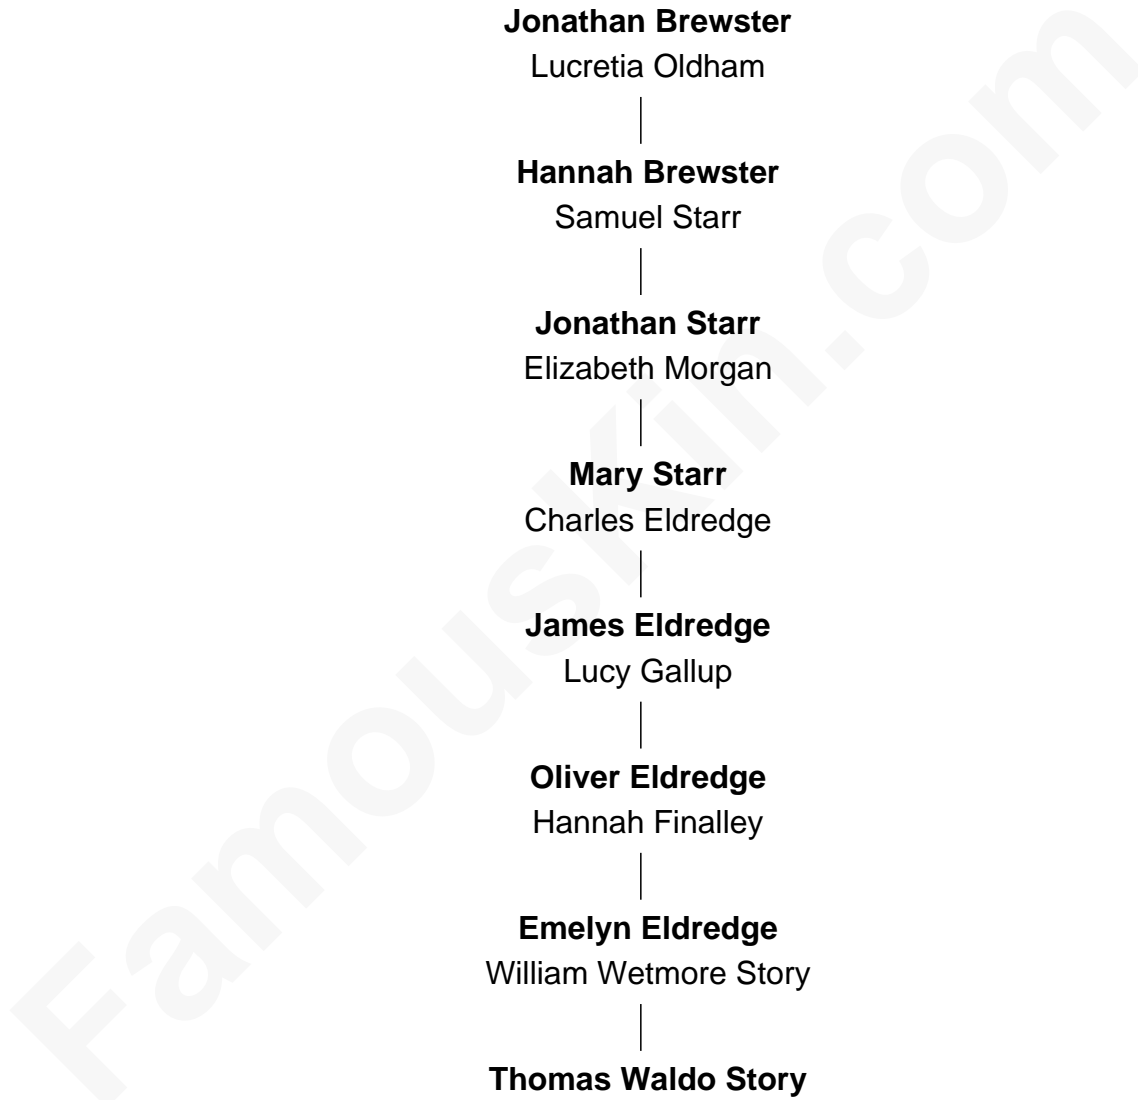 Jonathan Brewster
Lucretia Oldham
Hannah Brewster
Samuel Starr
Jonathan Starr
Elizabeth Morgan
Mary Starr
Charles Eldredge
James Eldredge
Lucy Gallup
Oliver Eldredge
Hannah Finalley
Emelyn Eldredge
William Wetmore Story
Thomas Waldo Story
FamousKin.com